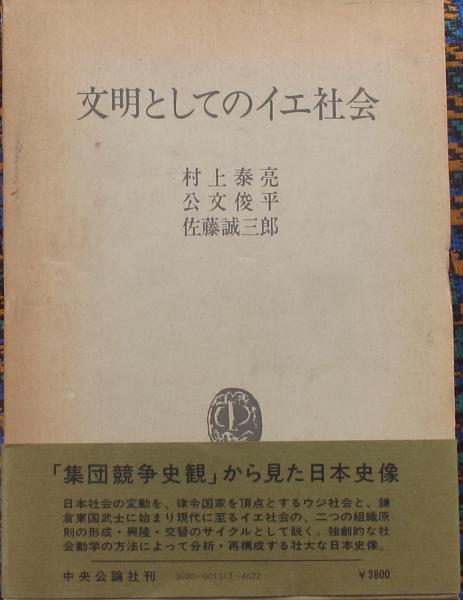 文明としてのイエ社会
村上泰亮
公文俊平
佐藤誠三郎
「集団競争史観」から見た日本史像
日本社会の変動を、律令国家を頂点とするウジ社会と、鎌
倉東国武士に始まり現代に至るイエ社会の、二つの組織原
則の形成・興隆・交替のサイクルとして説く。独創的な社
会動学の方法によって分析・再構成する壮大な日本史像。
中央公論社刊 3030-001313-4622 ¥3800